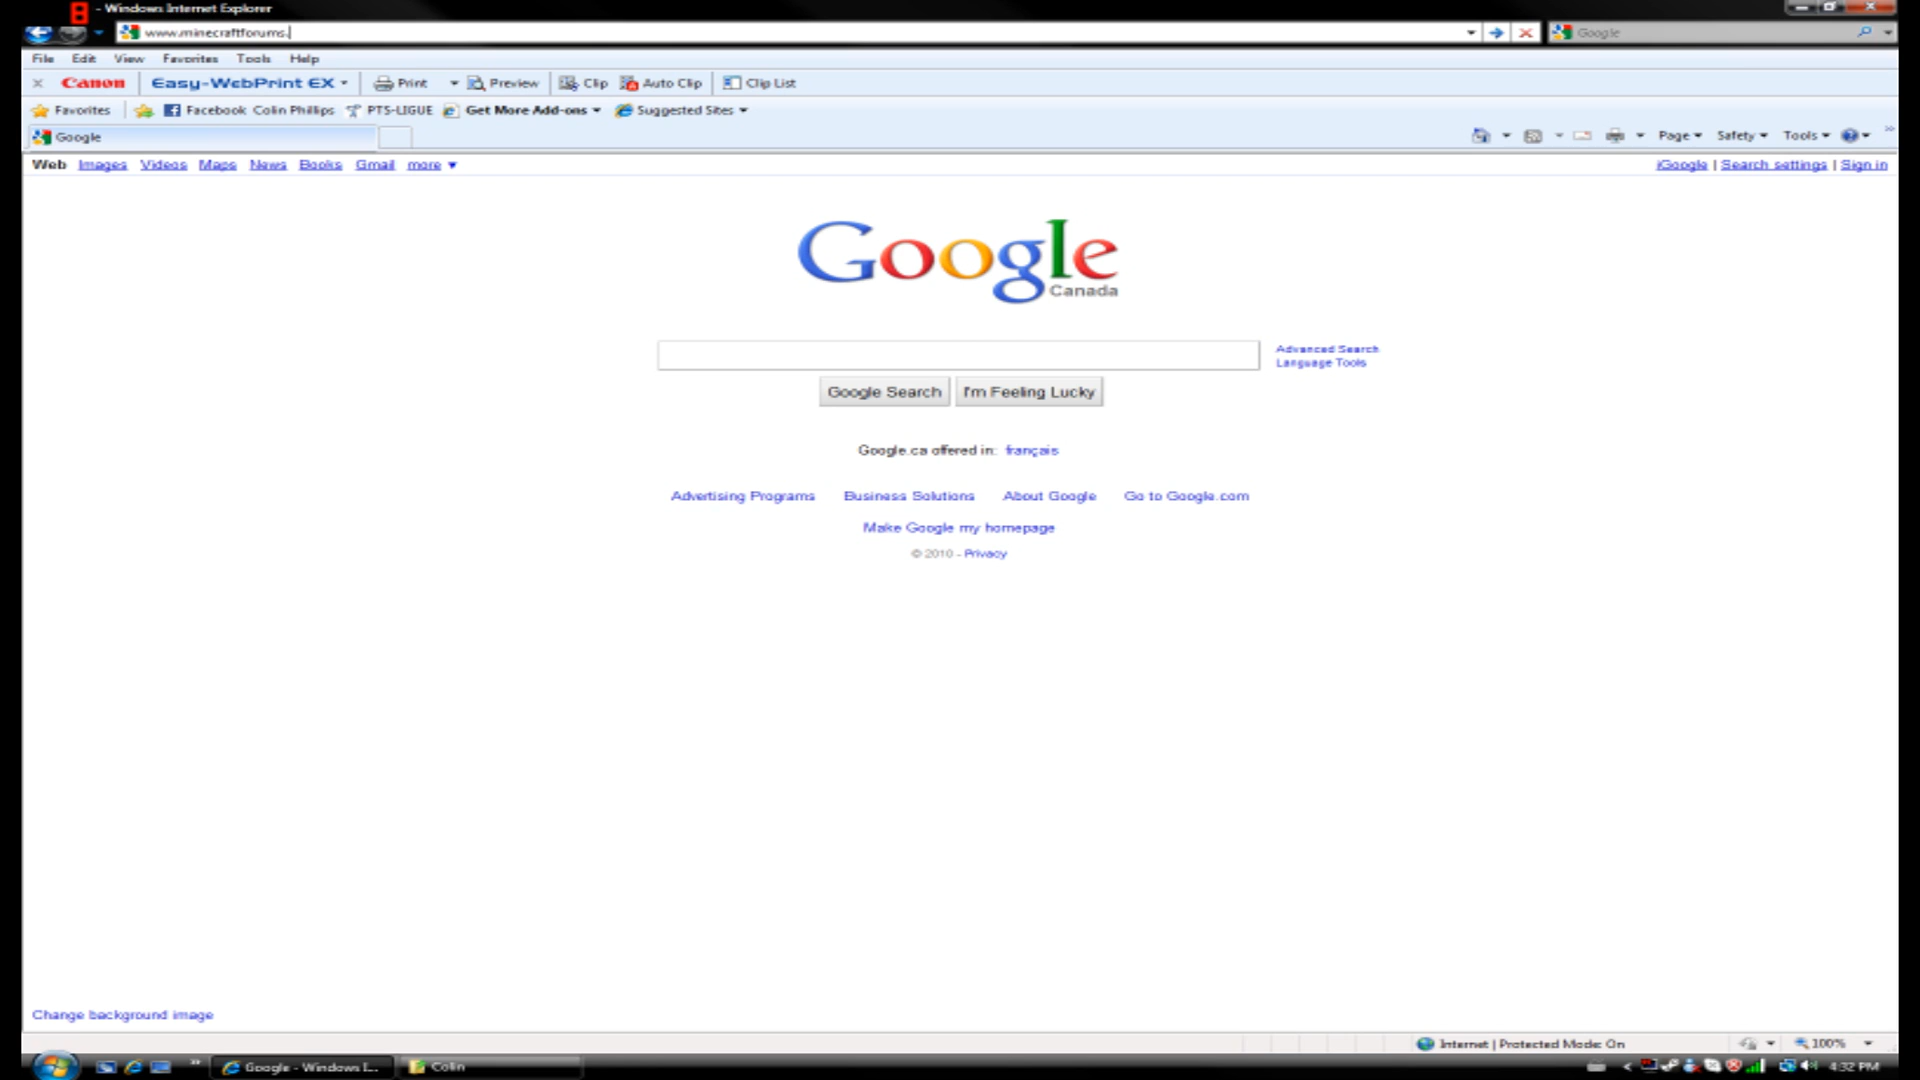 - Windows Internet Explorer
www.minecraftforums.
Google
File Edit View Favorites Tools Help
x Canon Easy-WebPrint EX Print Preview Clip Auto Clip Clip List
Favorites Facebook Colin Phillips PTS-LIGUE Get More Add-ons Suggested Sites
Google Page Safety Tools
Web Images Videos Maps News Books Gmail more iGoogle | Search settings | Sign in
Google
Canada
Advanced Search
Language Tools
Google Search I'm Feeling Lucky
Google.ca offered in: français
Advertising Programs Business Solutions About Google Go to Google.com
Make Google my homepage
© 2010 - Privacy
Change background image
Internet | Protected Mode: On 100%
Google - Windows I... Colin 4:32 PM